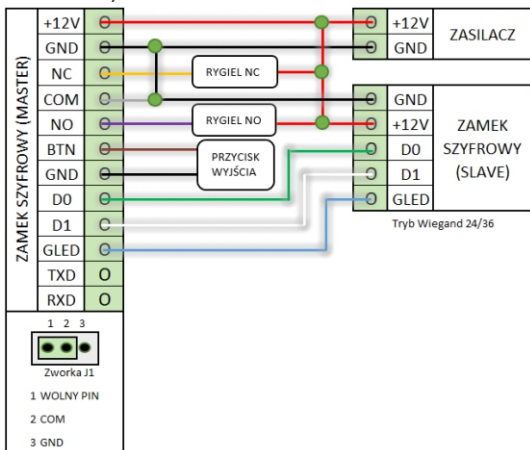 ZAMEK SZYFROWY (MASTER)
+12V
GND
NC
COM
NO
BTN
GND
D0
D1
GLED
TXD
RXD
RYGIEL NC
RYGIEL NO
PRZYCISK
WYJŚCIA
+12V
GND
ZASILACZ
GND
+12V
D0
D1
GLED
ZAMEK
SZYFROWY
(SLAVE)
Tryb Wiegand 24/36
1 2 3
Zworka J1
1 WOLNY PIN
2 COM
3 GND